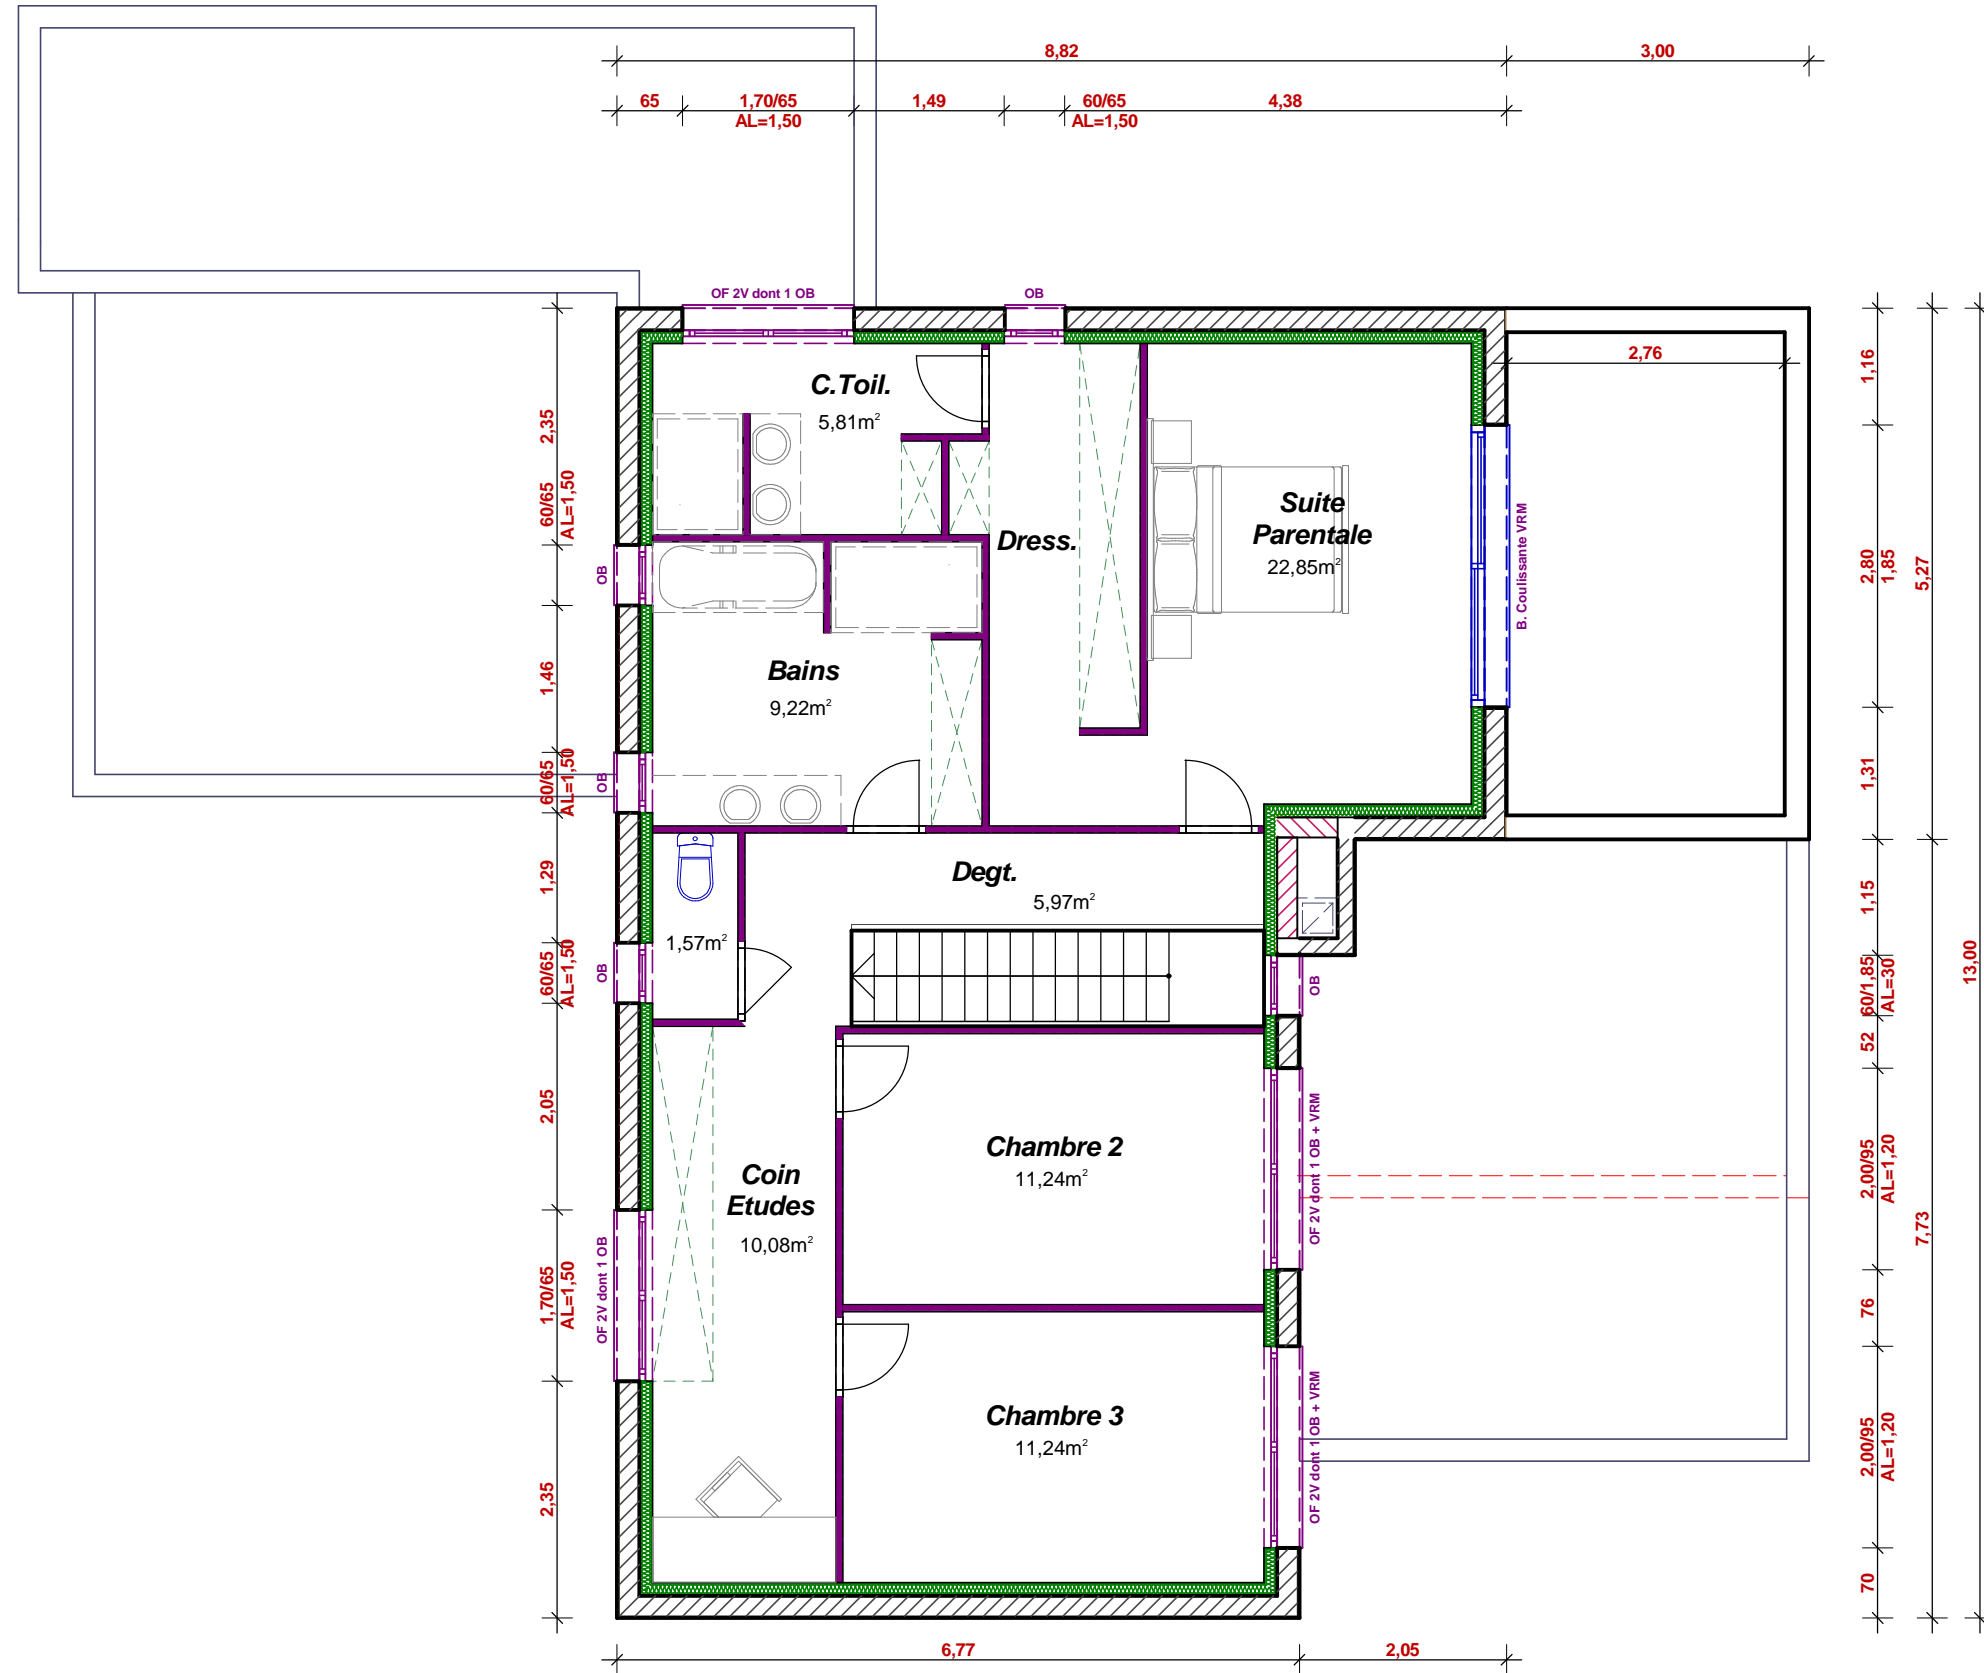 8,82
3,00
65
1,70/65
AL=1,50
1,49
60/65
AL=1,50
4,38
OF 2V dont 1 OB
OB
2,76
C.Toil.
5,81m²
Dress.
Suite
Parentale
22,85m²
B. Coulissante VRM
Bains
9,22m²
Degt.
5,97m²
1,57m²
Chambre 2
11,24m²
Coin
Etudes
10,08m²
Chambre 3
11,24m²
2,35
60/65
AL=1,50
OB
1,46
60/65
AL=1,50
OB
1,29
60/65
AL=1,50
OB
2,05
1,70/65
AL=1,50
OF 2V dont 1 OB
2,35
OB
OF 2V dont 1 OB + VRM
OF 2V dont 1 OB + VRM
1,16
2,80
1,85
1,31
1,15
60/1,85
AL=30
52
2,00/95
AL=1,20
76
2,00/95
AL=1,20
70
5,27
7,73
13,00
6,77
2,05